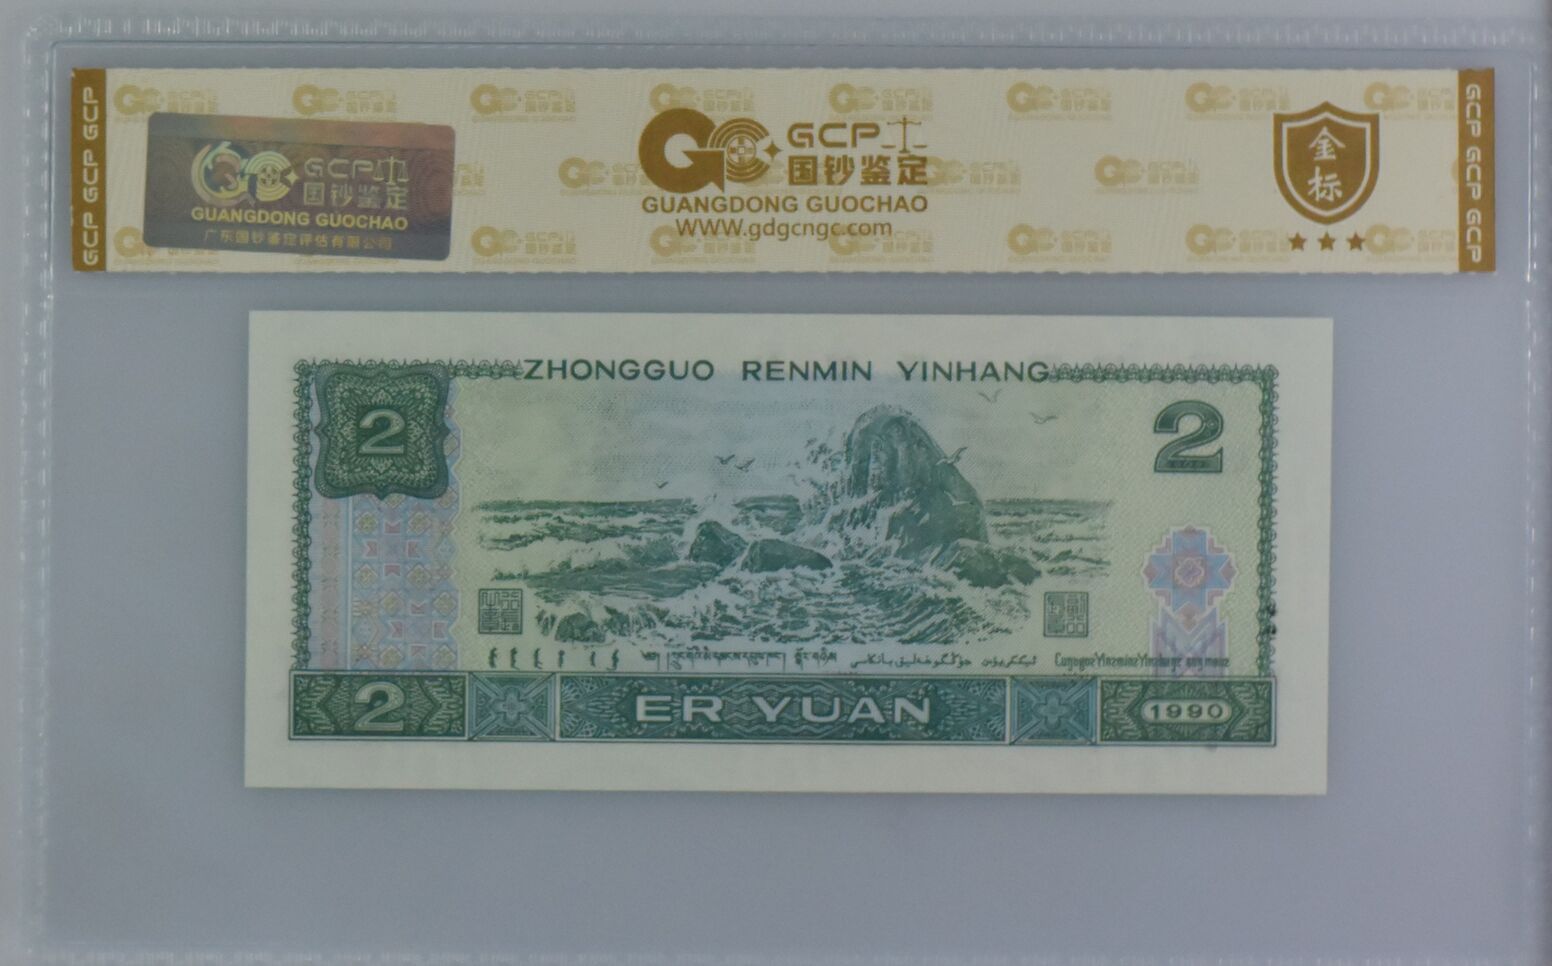 GCP GCP GCP
GCP
国钞鉴定
GUANGDONG GUOCHAO
广东国钞鉴定评估有限公司
GCP
国钞鉴定
GUANGDONG GUOCHAO
WWW.gdgcngc.com
金
标
GCP GCP GCP
ZHONGGUO RENMIN YINHANG
2
2
2
ER YUAN
1990